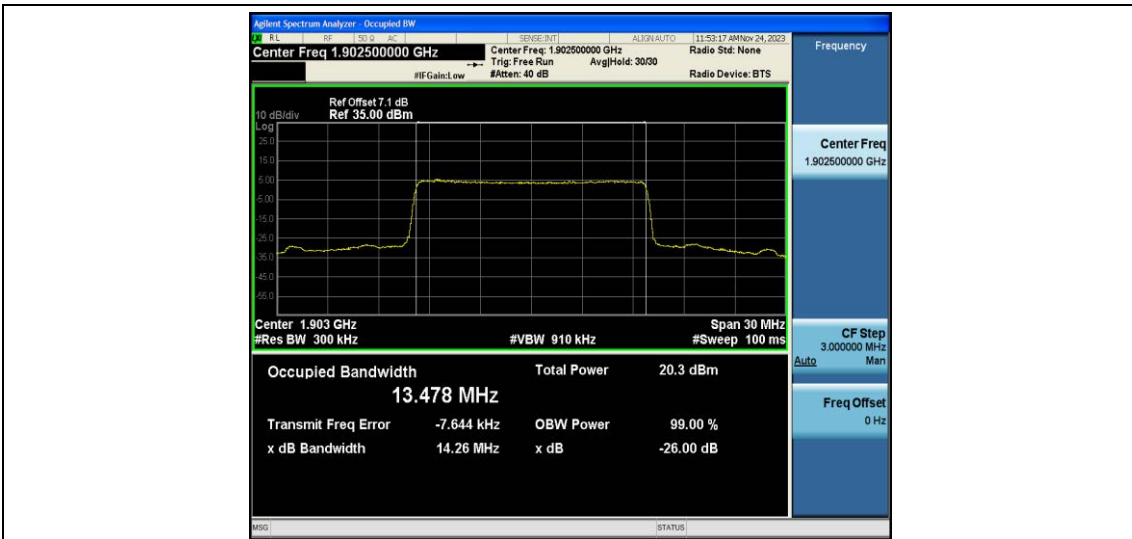 Agilent Spectrum Analyzer - Occupied BW
RL RF 50 Ω AC SENSE:INT ALIGN AUTO 11:53:17 AM Nov 24, 2023
Center Freq 1.902500000 GHz
Center Freq: 1.902500000 GHz Radio Std: None
Trig: Free Run Avg|Hold: 30/30
#IFGain:Low #Atten: 40 dB Radio Device: BTS
Ref Offset 7.1 dB
10 dB/div Ref 35.00 dBm
Log
25.0
15.0
5.00
-5.00
-15.0
-25.0
-35.0
-45.0
-55.0
Center 1.903 GHz Span 30 MHz
#Res BW 300 kHz #VBW 910 kHz #Sweep 100 ms
Occupied Bandwidth Total Power 20.3 dBm
13.478 MHz
Transmit Freq Error -7.644 kHz OBW Power 99.00 %
x dB Bandwidth 14.26 MHz x dB -26.00 dB
MSG STATUS
Frequency
Center Freq
1.902500000 GHz
CF Step
3.000000 MHz
Auto Man
Freq Offset
0 Hz